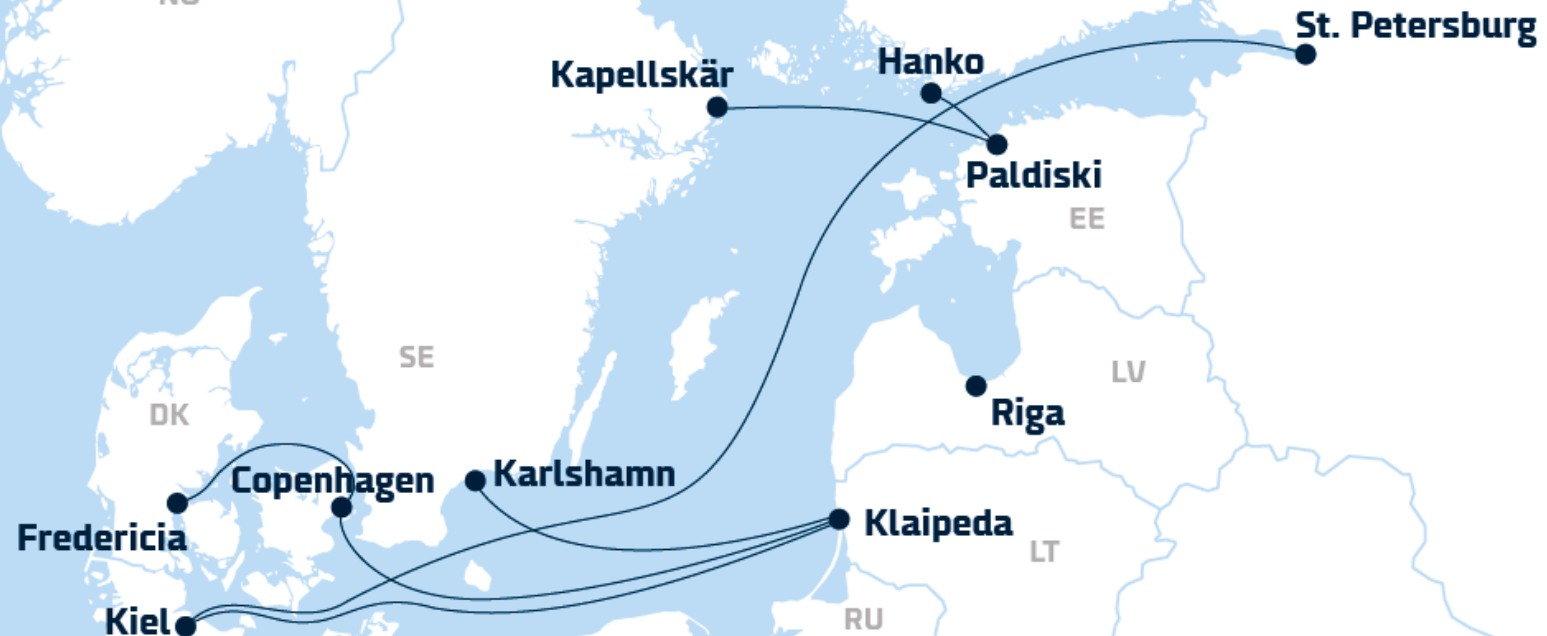 St. Petersburg
Hanko
Kapellskär
Paldiski
EE
SE
LV
DK
Riga
Copenhagen
Karlshamn
Klaipeda
Fredericia
LT
Kiel
RU